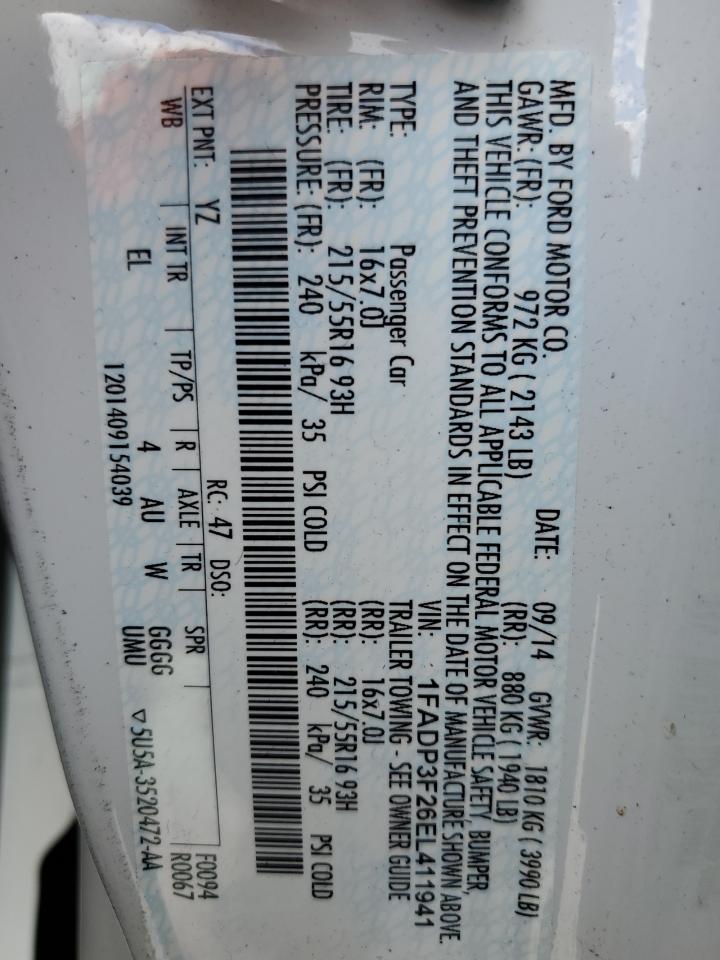 MFD. BY FORD MOTOR CO.
DATE: 09/14 GVWR: 1810 KG ( 3990 LB)
GAWR: (FR): 972 KG ( 2143 LB) (RR): 880 KG ( 1940 LB)
THIS VEHICLE CONFORMS TO ALL APPLICABLE FEDERAL MOTOR VEHICLE SAFETY, BUMPER,
AND THEFT PREVENTION STANDARDS IN EFFECT ON THE DATE OF MANUFACTURE SHOWN ABOVE.
VIN: 1FADP3F26EL411941
TYPE: Passenger Car TRAILER TOWING - SEE OWNER GUIDE
RIM: (FR): 16x7.0J (RR): 16x7.0J
TIRE: (FR): 215/55R16 93H (RR): 215/55R16 93H
PRESSURE: (FR): 240 kPa/ 35 PSI COLD (RR): 240 kPa/ 35 PSI COLD
EXT PNT: YZ RC: 47 DSO: F0094
WB INT TR TP/PS R AXLE TR SPR R0067
EL 4 AU W GGGG
UMU
1201409154039 ▽5U5A-3520472-AA